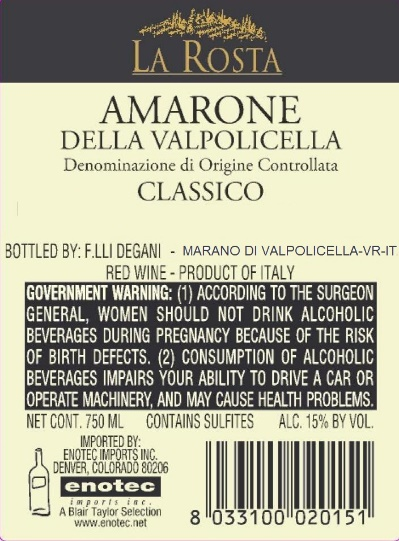 LA ROSTA
AMARONE
DELLA VALPOLICELLA
Denominazione di Origine Controllata
CLASSICO
BOTTLED BY: F.LLI DEGANI - MARANO DI VALPOLICELLA-VR-IT
RED WINE - PRODUCT OF ITALY
GOVERNMENT WARNING: (1) ACCORDING TO THE SURGEON
GENERAL, WOMEN SHOULD NOT DRINK ALCOHOLIC
BEVERAGES DURING PREGNANCY BECAUSE OF THE RISK
OF BIRTH DEFECTS. (2) CONSUMPTION OF ALCOHOLIC
BEVERAGES IMPAIRS YOUR ABILITY TO DRIVE A CAR OR
OPERATE MACHINERY, AND MAY CAUSE HEALTH PROBLEMS.
NET CONT. 750 ML CONTAINS SULFITES ALC. 15% BY VOL.
IMPORTED BY:
ENOTEC IMPORTS INC.
DENVER, COLORADO 80206
enotec
imports inc.
A Blair Taylor Selection
www.enotec.net
8 033100 020151